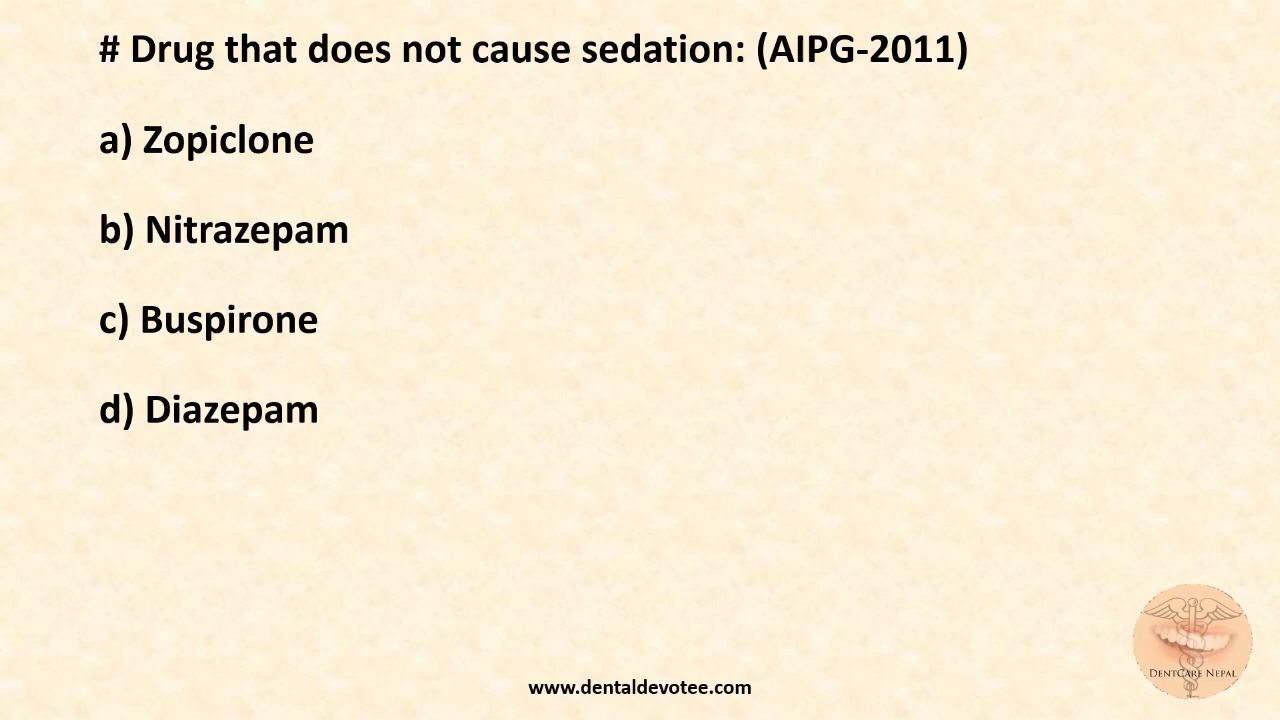 # Drug that does not cause sedation: (AIPG-2011)
a) Zopiclone
b) Nitrazepam
c) Buspirone
d) Diazepam
DentCare Nepal
www.dentaldevotee.com